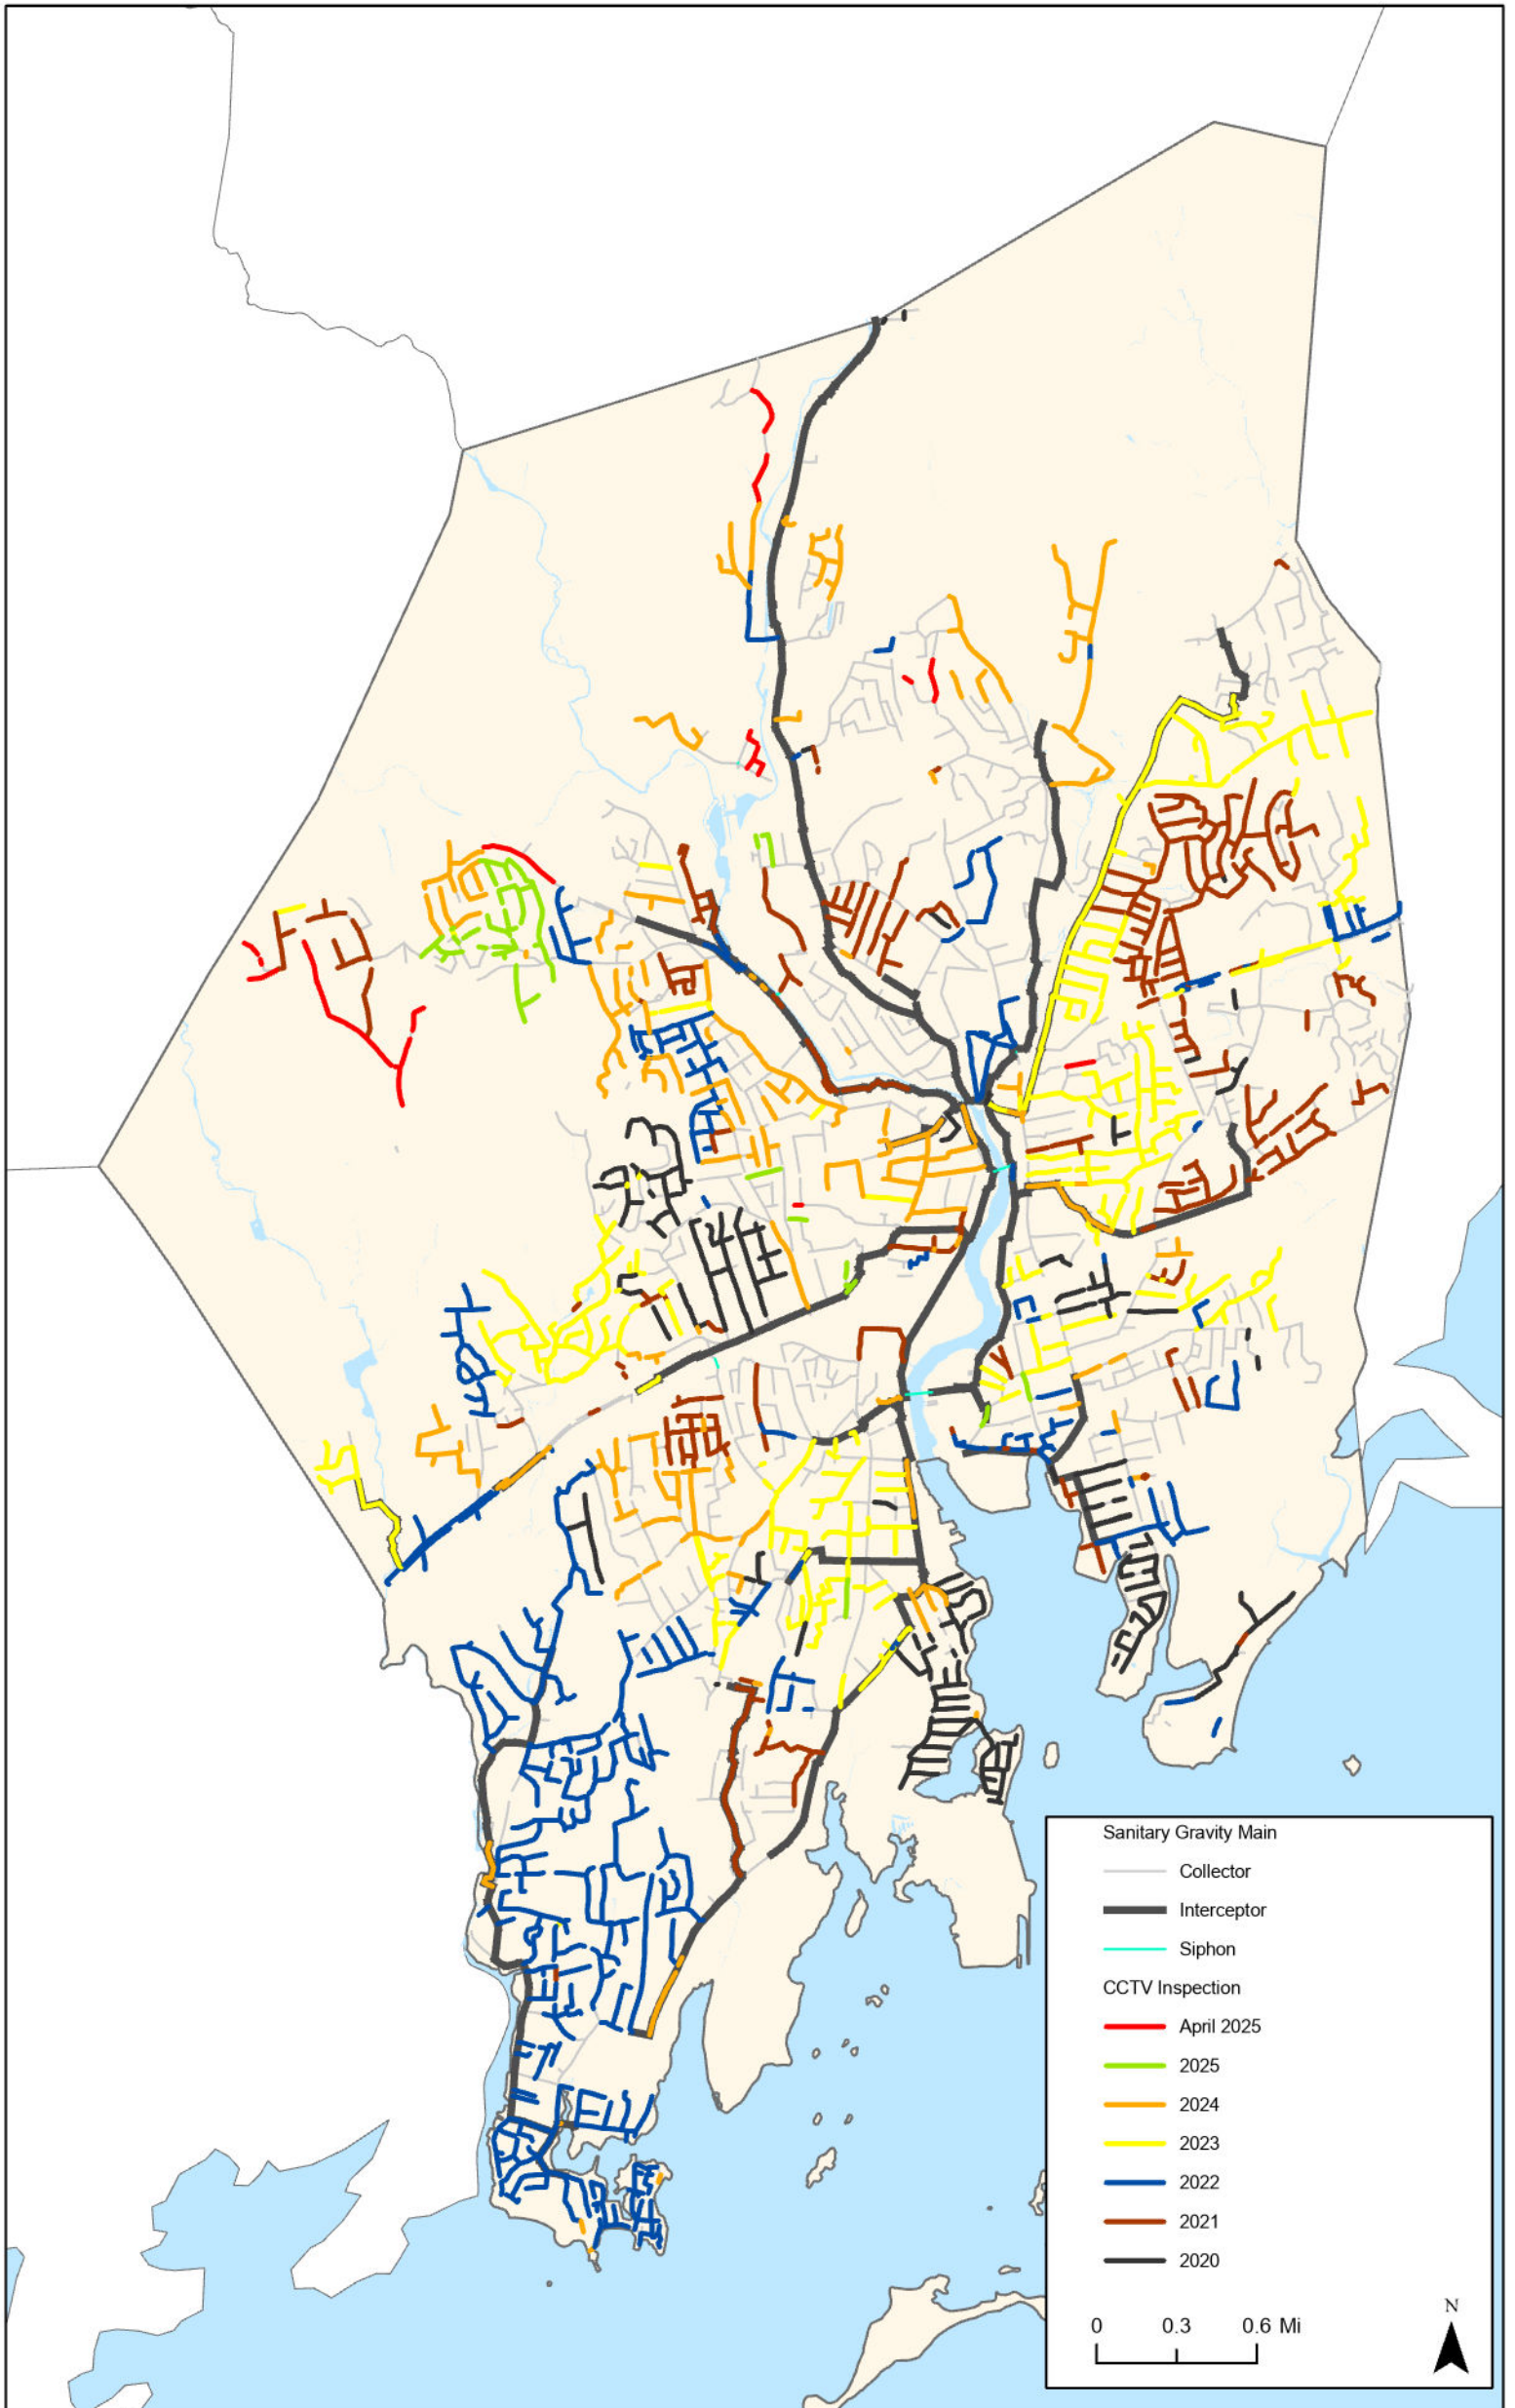 Sanitary Gravity Main
Collector
Interceptor
Siphon
CCTV Inspection
April 2025
2025
2024
2023
2022
2021
2020
N
0 0.3 0.6 Mi